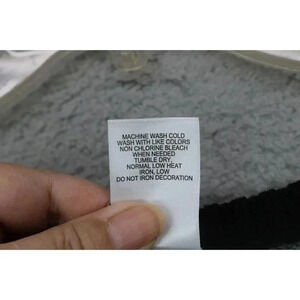 MACHINE WASH COLD
WASH WITH LIKE COLORS
NON CHLORINE BLEACH
WHEN NEEDED
TUMBLE DRY,
NORMAL LOW HEAT
IRON, LOW
DO NOT IRON DECORATION